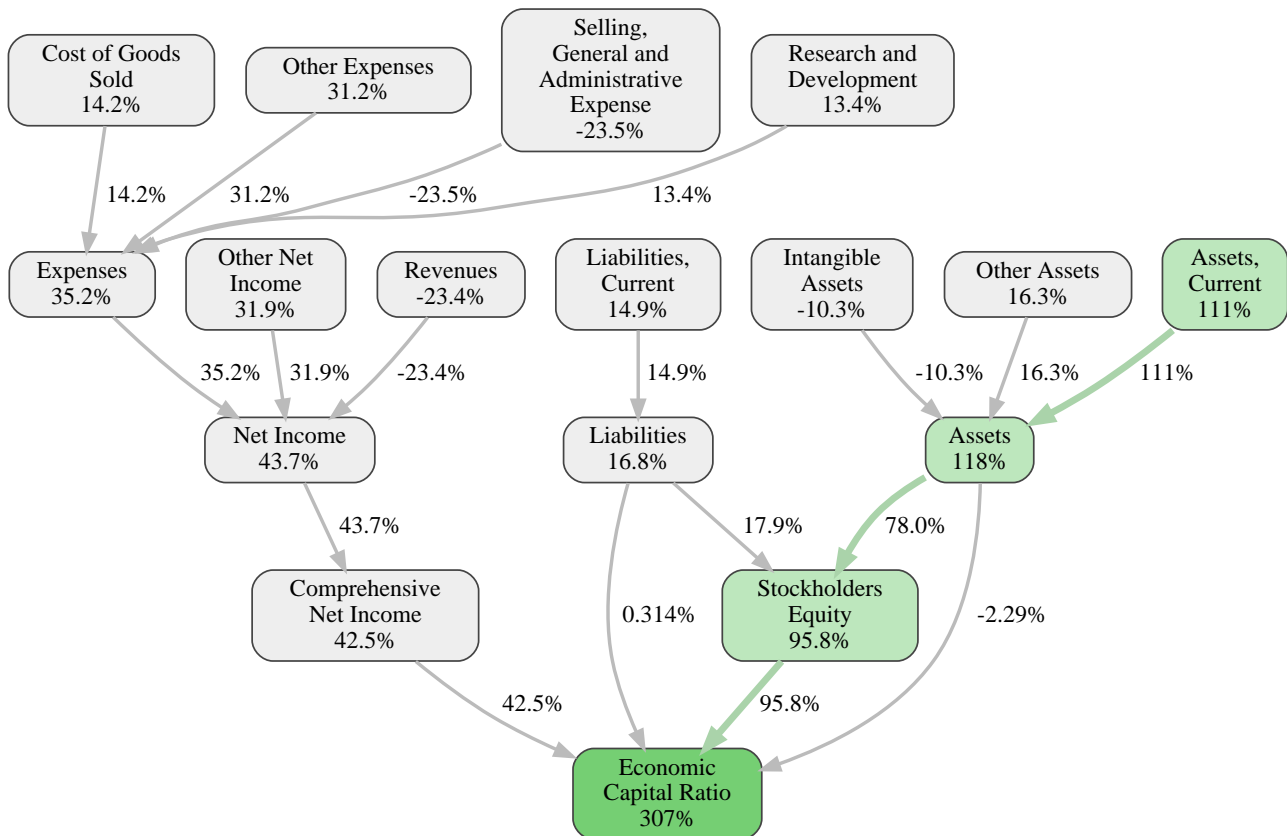 Cost of Goods
Sold
14.2%
Other Expenses
31.2%
Selling,
General and
Administrative
Expense
-23.5%
Research and
Development
13.4%
14.2%
31.2%
-23.5%
13.4%
Expenses
35.2%
Other Net
Income
31.9%
Revenues
-23.4%
Liabilities,
Current
14.9%
Intangible
Assets
-10.3%
Other Assets
16.3%
Assets,
Current
111%
35.2%
31.9%
-23.4%
14.9%
-10.3%
16.3%
111%
Net Income
43.7%
Liabilities
16.8%
Assets
118%
43.7%
17.9%
78.0%
Comprehensive
Net Income
42.5%
0.314%
Stockholders
Equity
95.8%
-2.29%
42.5%
95.8%
Economic
Capital Ratio
307%